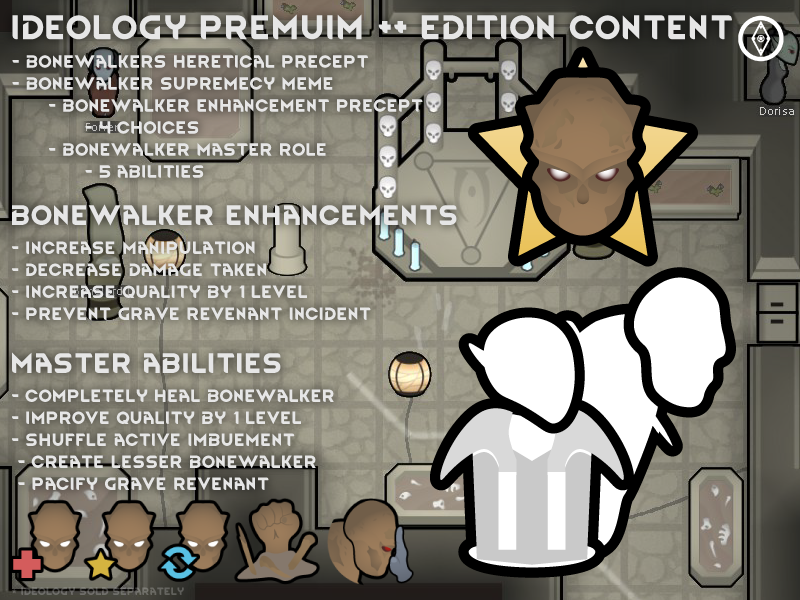 IDEOLOGY PREMUIM ++ EDITION CONTENT
- BONEWALKERS HERETICAL PRECEPT
- BONEWALKER SUPREMECY MEME
- BONEWALKER ENHANCEMENT PRECEPT
- 4 CHOICES
- BONEWALKER MASTER ROLE
- 5 ABILITIES
Dorisa
BONEWALKER ENHANCEMENTS
- INCREASE MANIPULATION
- DECREASE DAMAGE TAKEN
- INCREASE QUALITY BY 1 LEVEL
- PREVENT GRAVE REVENANT INCIDENT
MASTER ABILITIES
- COMPLETELY HEAL BONEWALKER
- IMPROVE QUALITY BY 1 LEVEL
- SHUFFLE ACTIVE IMBUEMENT
- CREATE LESSER BONEWALKER
- PACIFY GRAVE REVENANT
- IDEOLOGY SOLD SEPARATELY